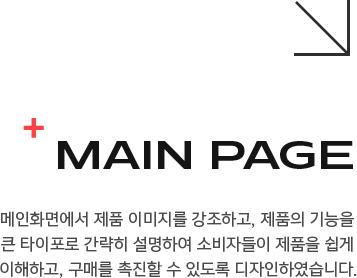 + MAIN PAGE
메인화면에서 제품 이미지를 강조하고, 제품의 기능을
큰 타이포로 간략히 설명하여 소비자들이 제품을 쉽게
이해하고, 구매를 촉진할 수 있도록 디자인하였습니다.